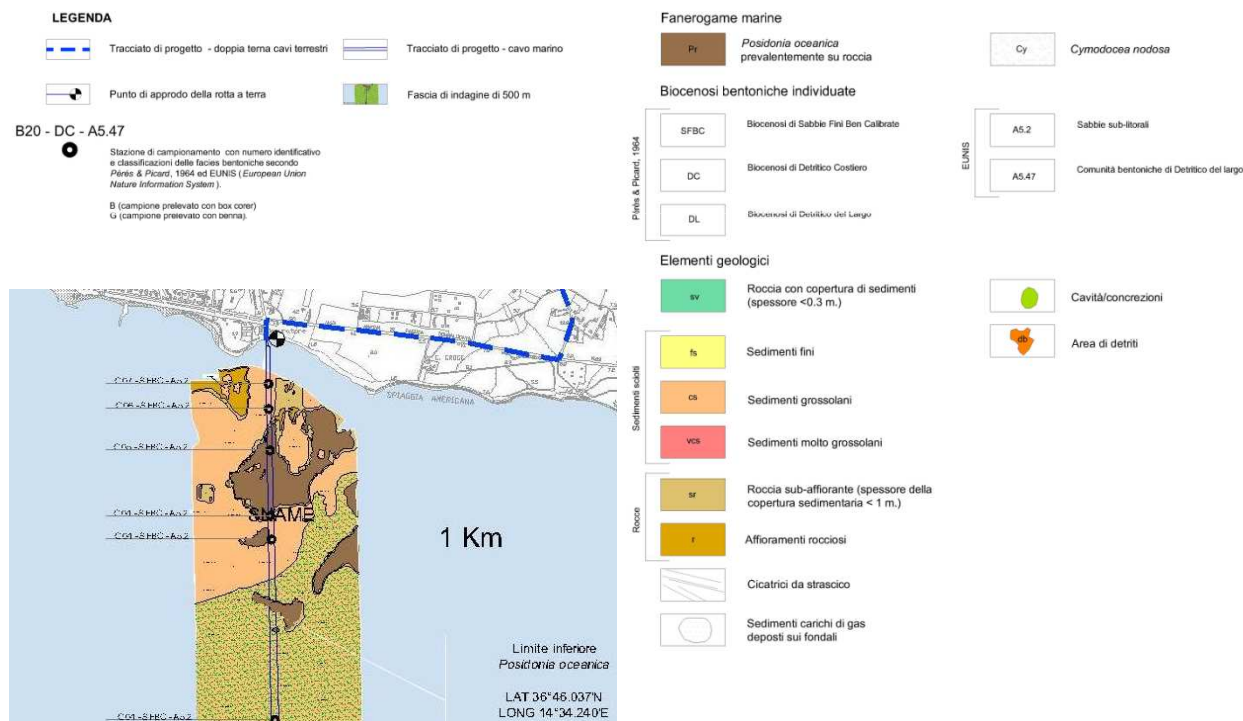 LEGENDA
Tracciato di progetto - doppia terna cavi terrestri
Tracciato di progetto - cavo marino
Punto di approdo della rotta a terra
Fascia di indagine di 500 m
B20 - DC - A5.47
Stazione di campionamento con numero identificativo
e classificazioni delle facies bentoniche secondo
Pérès & Picard, 1964 ed EUNIS (European Union
Nature Information System).
B (campione prelevato con box corer)
G (campione prelevato con benna).
SPIAGGIA AMERICANA
1 Km
Limite inferiore
Posidonia oceanica
LAT 36°46.037'N
LONG 14°34.240'E
Fanerogame marine
Pr
Posidonia oceanica
prevalentemente su roccia
Cy
Cymodocea nodosa
Biocenosi bentoniche individuate
Pérès & Picard, 1964
SFBC
Biocenosi di Sabbie Fini Ben Calibrate
DC
Biocenosi di Detritico Costiero
DL
Biocenosi di Detritico del Largo
EUNIS
A5.2
Sabbie sub-litorali
A5.47
Comunità bentoniche di Detritico del largo
Elementi geologici
sv
Roccia con copertura di sedimenti
(spessore <0.3 m.)
Cavità/concrezioni
db
Area di detriti
Sedimenti sciolti
fs
Sedimenti fini
cs
Sedimenti grossolani
vcs
Sedimenti molto grossolani
Rocce
sr
Roccia sub-affiorante (spessore della
copertura sedimentaria < 1 m.)
r
Affioramenti rocciosi
Cicatrici da strascico
Sedimenti carichi di gas
deposti sui fondali